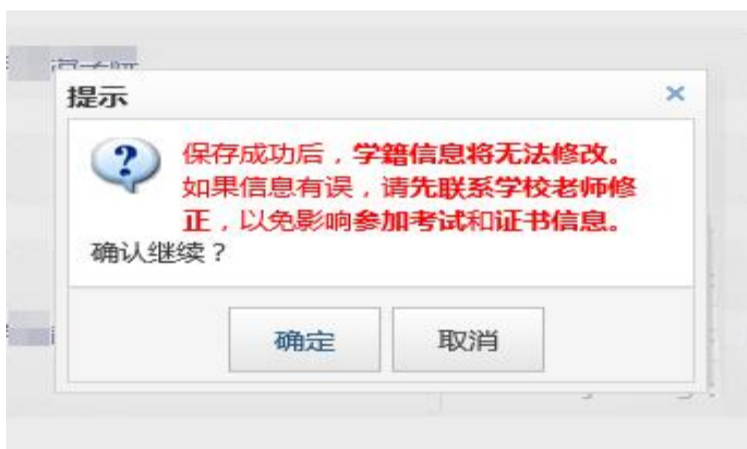 提示
保存成功后，学籍信息将无法修改。
如果信息有误，请先联系学校老师修
正，以免影响参加考试和证书信息。
确认继续？
确定
取消